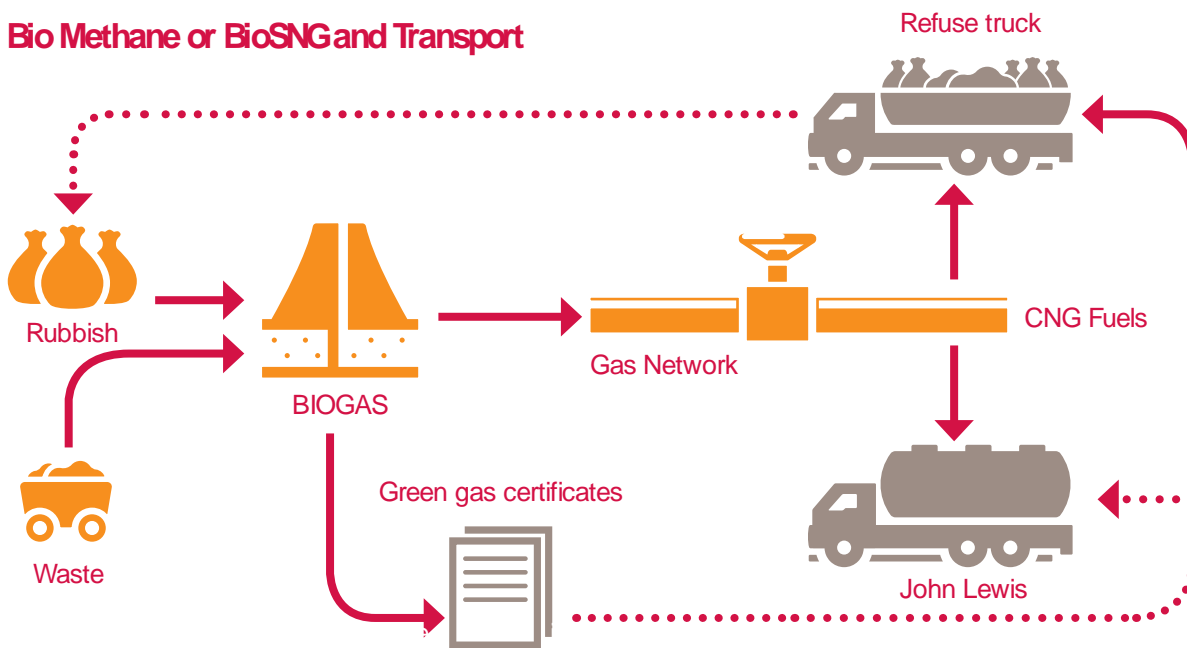 Bio Methane or BioSNG and Transport
Refuse truck
Rubbish
BIOGAS
Gas Network
CNG Fuels
Green gas certificates
Waste
John Lewis